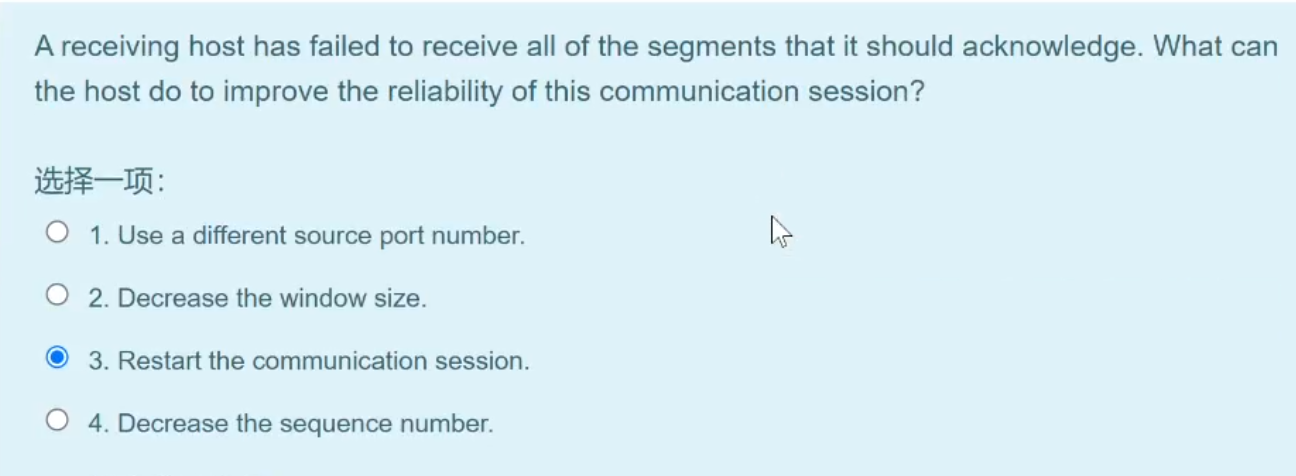 A receiving host has failed to receive all of the segments that it should acknowledge. What can
the host do to improve the reliability of this communication session?
选择一项:
1. Use a different source port number.
2. Decrease the window size.
3. Restart the communication session.
4. Decrease the sequence number.